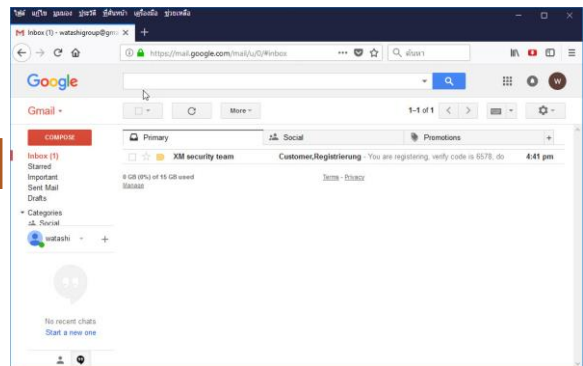 ไฟล์ แก้ไข มุมมอง ประวัติ ที่คั่นหน้า เครื่องมือ ช่วยเหลือ
Inbox (1) - watashigroup@gma
https://mail.google.com/mail/u/0/#inbox
ค้นหา
Google
W
Gmail
More
1–1 of 1
COMPOSE
Primary
Social
Promotions
Inbox (1)
XM security team
Customer,Registrierung - You are registering, verify code is 6578, do
4:41 pm
Starred
Important
0 GB (0%) of 15 GB used
Terms - Privacy
Manage
Sent Mail
Drafts
Categories
Social
watashi
No recent chats
Start a new one